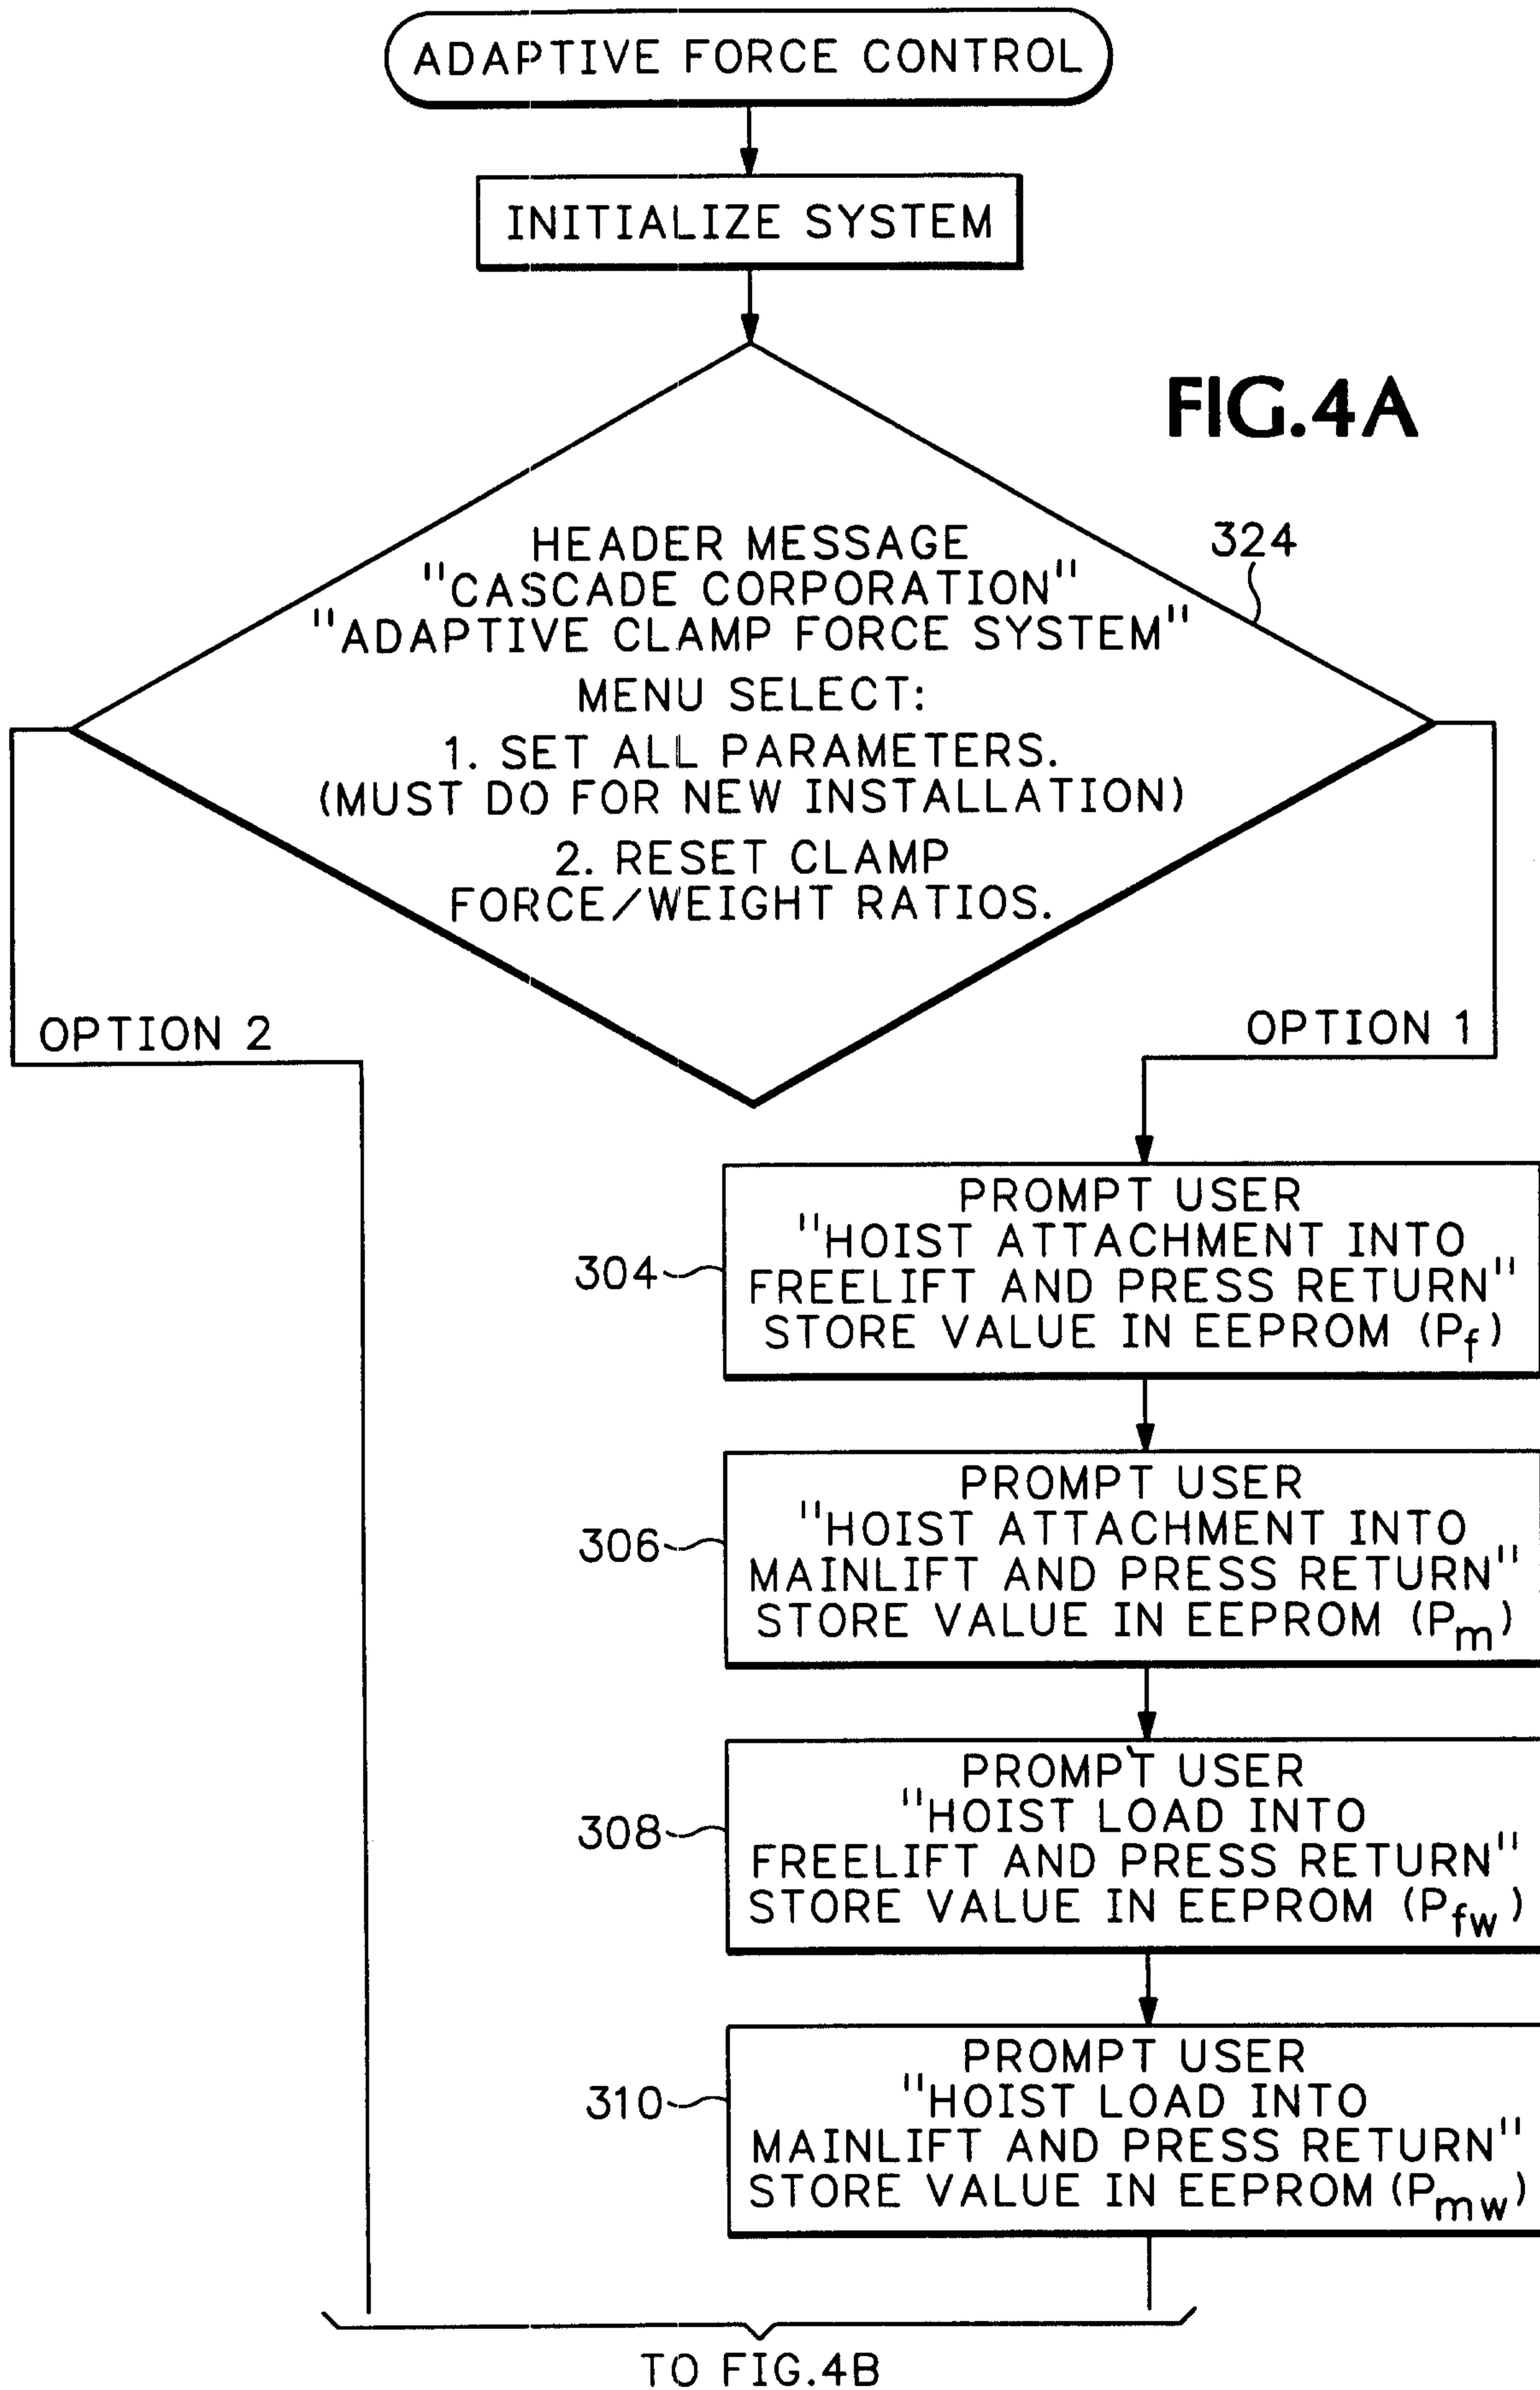 ADAPTIVE FORCE CONTROL
INITIALIZE SYSTEM
FIG.4A
HEADER MESSAGE
"CASCADE CORPORATION"
"ADAPTIVE CLAMP FORCE SYSTEM"
324
MENU SELECT:
1. SET ALL PARAMETERS.
(MUST DO FOR NEW INSTALLATION)
2. RESET CLAMP
FORCE/WEIGHT RATIOS.
OPTION 2
OPTION 1
PROMPT USER
"HOIST ATTACHMENT INTO
304
FREELIFT AND PRESS RETURN"
STORE VALUE IN EEPROM (Pf)
PROMPT USER
"HOIST ATTACHMENT INTO
306
MAINLIFT AND PRESS RETURN"
STORE VALUE IN EEPROM (Pm)
PROMPT USER
"HOIST LOAD INTO
308
FREELIFT AND PRESS RETURN"
STORE VALUE IN EEPROM (Pfw)
PROMPT USER
"HOIST LOAD INTO
310
MAINLIFT AND PRESS RETURN"
STORE VALUE IN EEPROM (Pmw)
TO FIG.4B